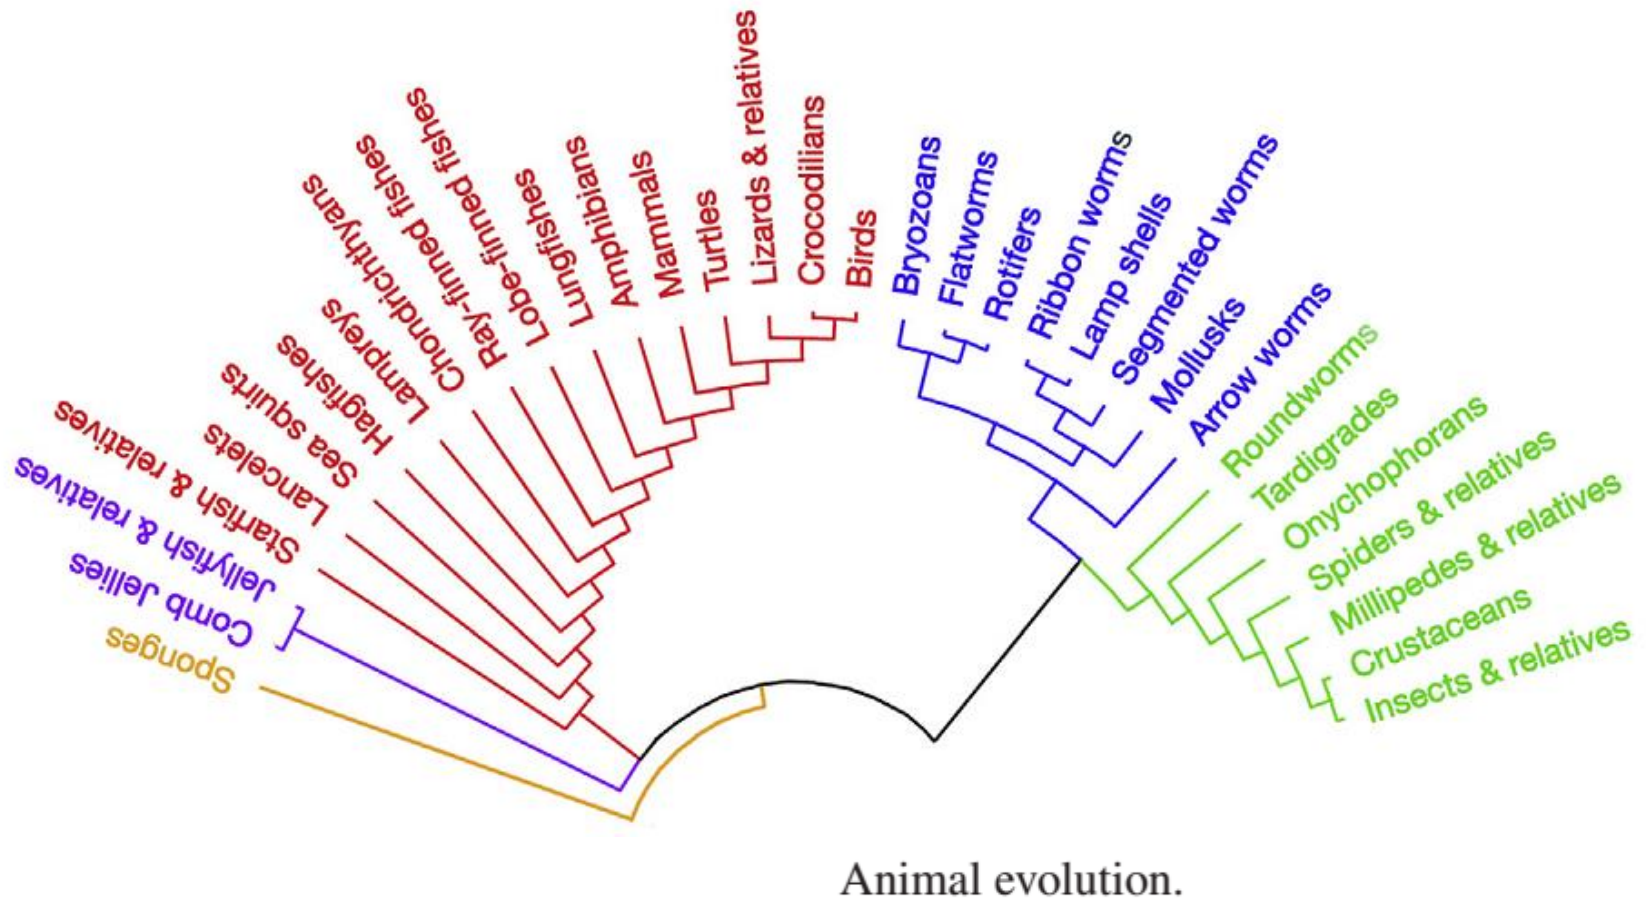 Sponges
Comb Jellies
Jellyfish & relatives
Starfish & relatives
Lancelets
Sea squirts
Hagfishes
Lampreys
Chondrichthyans
Ray-finned fishes
Lobe-finned fishes
Lungfishes
Amphibians
Mammals
Turtles
Lizards & relatives
Crocodilians
Birds
Bryozoans
Flatworms
Rotifers
Ribbon worms
Lamp shells
Segmented worms
Mollusks
Arrow worms
Roundworms
Tardigrades
Onychophorans
Spiders & relatives
Millipedes & relatives
Crustaceans
Insects & relatives
Animal evolution.